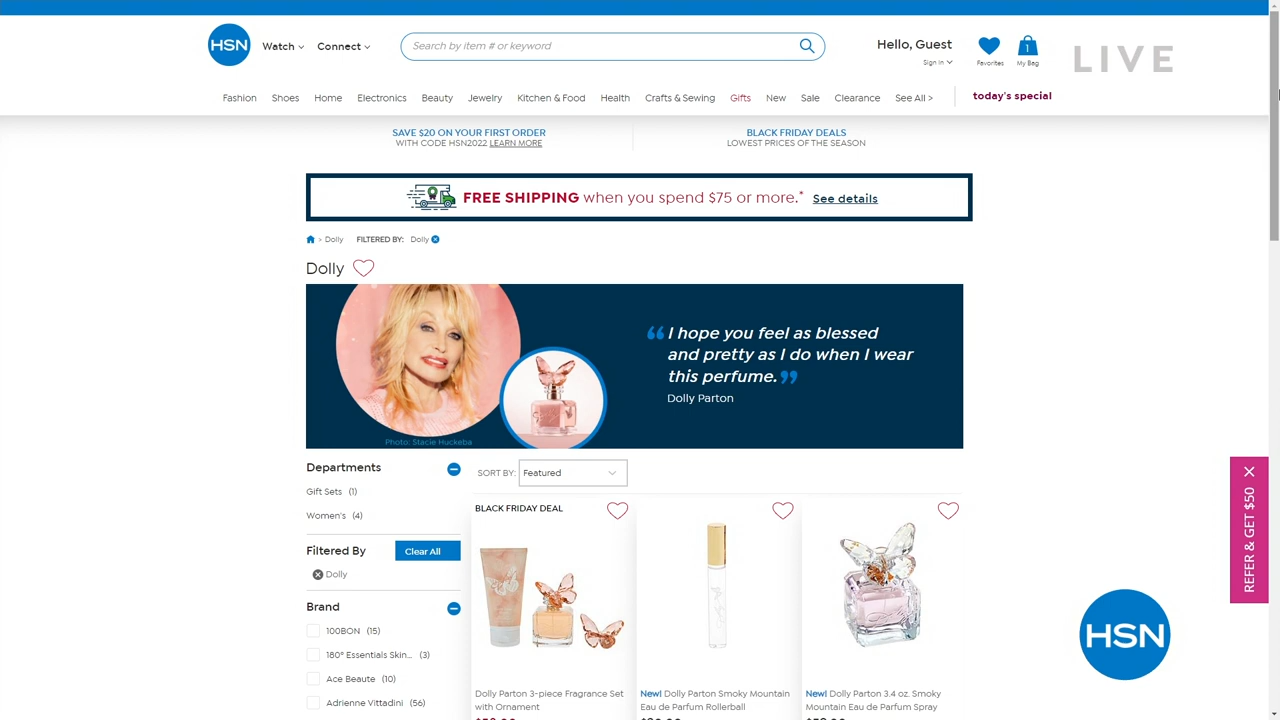 HSN
Watch
Connect
Search by item # or keyword
Hello, Guest
Sign In
Favorites
1
My Bag
LIVE
Fashion
Shoes
Home
Electronics
Beauty
Jewelry
Kitchen & Food
Health
Crafts & Sewing
Gifts
New
Sale
Clearance
See All >
today's special
SAVE $20 ON YOUR FIRST ORDER
WITH CODE HSN2022 LEARN MORE
BLACK FRIDAY DEALS
LOWEST PRICES OF THE SEASON
FREE SHIPPING when you spend $75 or more.* See details
> Dolly FILTERED BY: Dolly
Dolly
“ I hope you feel as blessed
and pretty as I do when I wear
this perfume. ”
Dolly Parton
Photo: Stacie Huckeba
Departments
Gift Sets (1)
Women's (4)
Filtered By
Clear All
Dolly
Brand
100BON (15)
180° Essentials Skin... (3)
Ace Beaute (10)
Adrienne Vittadini (56)
SORT BY: Featured
BLACK FRIDAY DEAL
Dolly Parton 3-piece Fragrance Set
with Ornament
New! Dolly Parton Smoky Mountain
Eau de Parfum Rollerball
New! Dolly Parton 3.4 oz. Smoky
Mountain Eau de Parfum Spray
REFER & GET $50
HSN